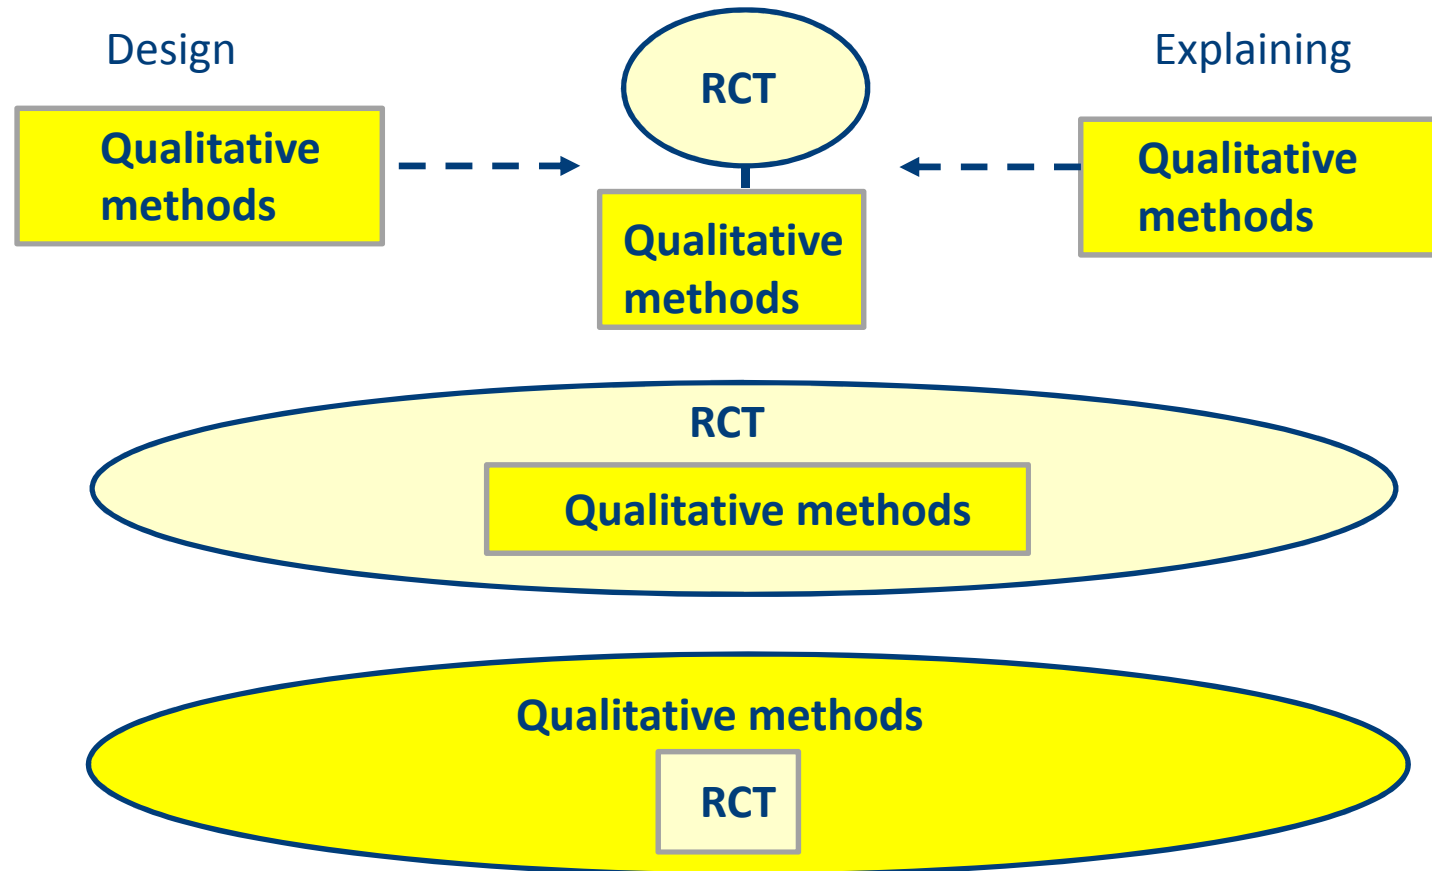 Design
RCT
Explaining
Qualitative
methods
Qualitative
methods
Qualitative
methods
RCT
Qualitative methods
Qualitative methods
RCT